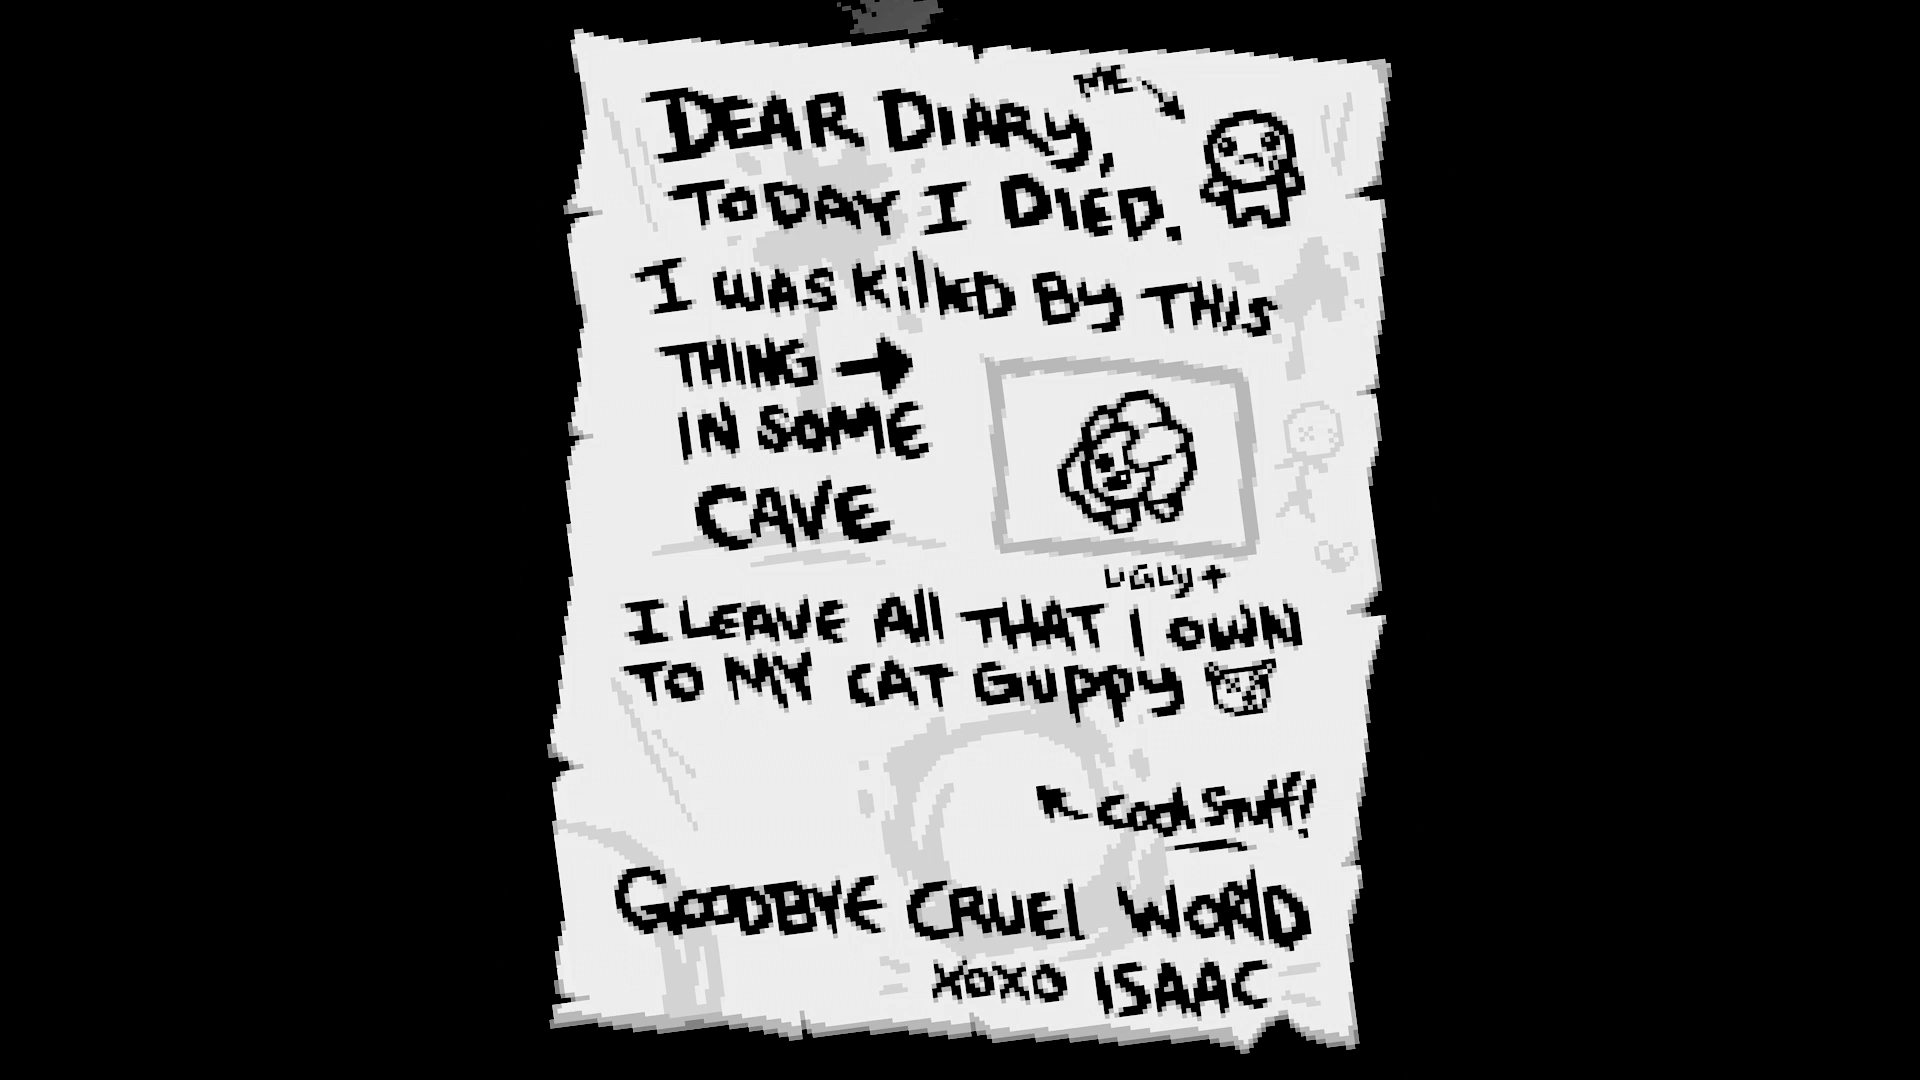 ME
DEAR DIARY,
TODAY I DIED.
I WAS KillED BY THIS
THING
IN SOME
CAVE
UGLY
I LEAVE All THAT I OWN
TO MY CAT GUPPY
COOL STUFF!
GOODBYE CRUEl WORlD
XOXO ISAAC